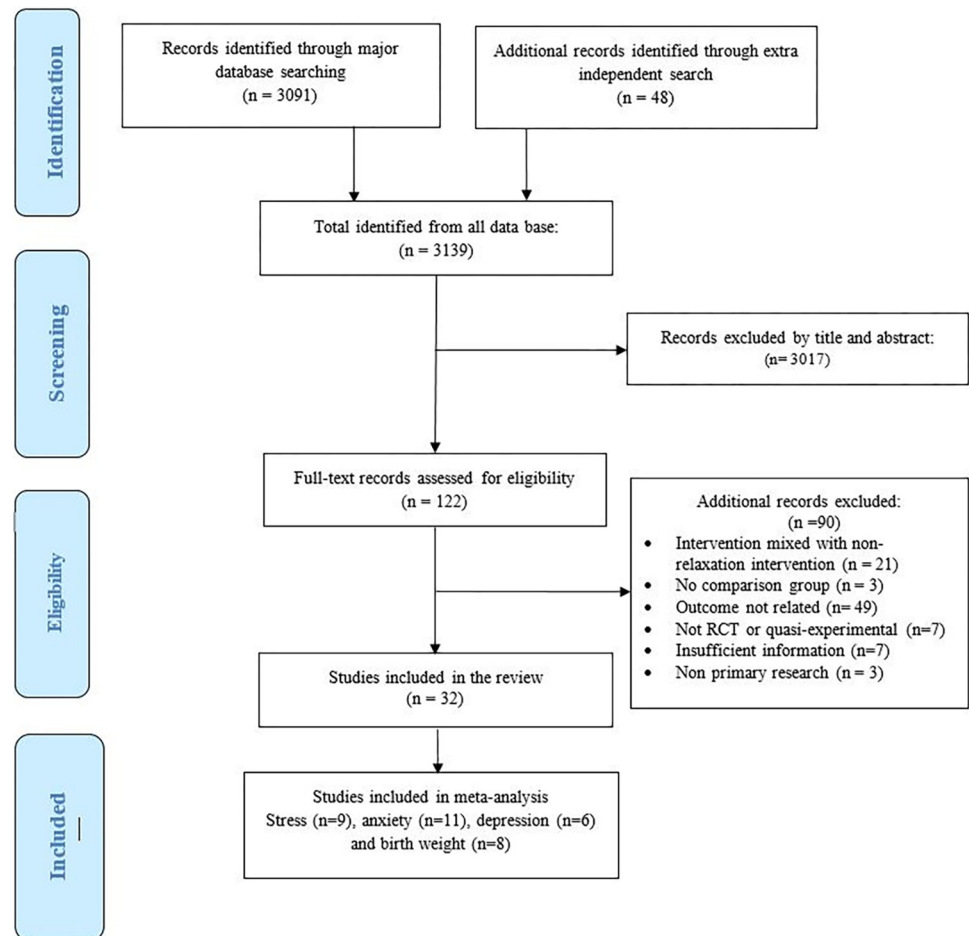 Identification
Records identified through major
database searching
(n = 3091)
Additional records identified through extra
independent search
(n = 48)
Total identified from all data base:
(n = 3139)
Screening
Records excluded by title and abstract:
(n= 3017)
Full-text records assessed for eligibility
(n = 122)
Eligibility
Additional records excluded:
(n =90)
• Intervention mixed with non-
relaxation intervention (n = 21)
• No comparison group (n = 3)
• Outcome not related (n= 49)
• Not RCT or quasi-experimental (n=7)
• Insufficient information (n=7)
• Non primary research (n = 3)
Studies included in the review
(n = 32)
Included
Studies included in meta-analysis
Stress (n=9), anxiety (n=11), depression (n=6)
and birth weight (n=8)